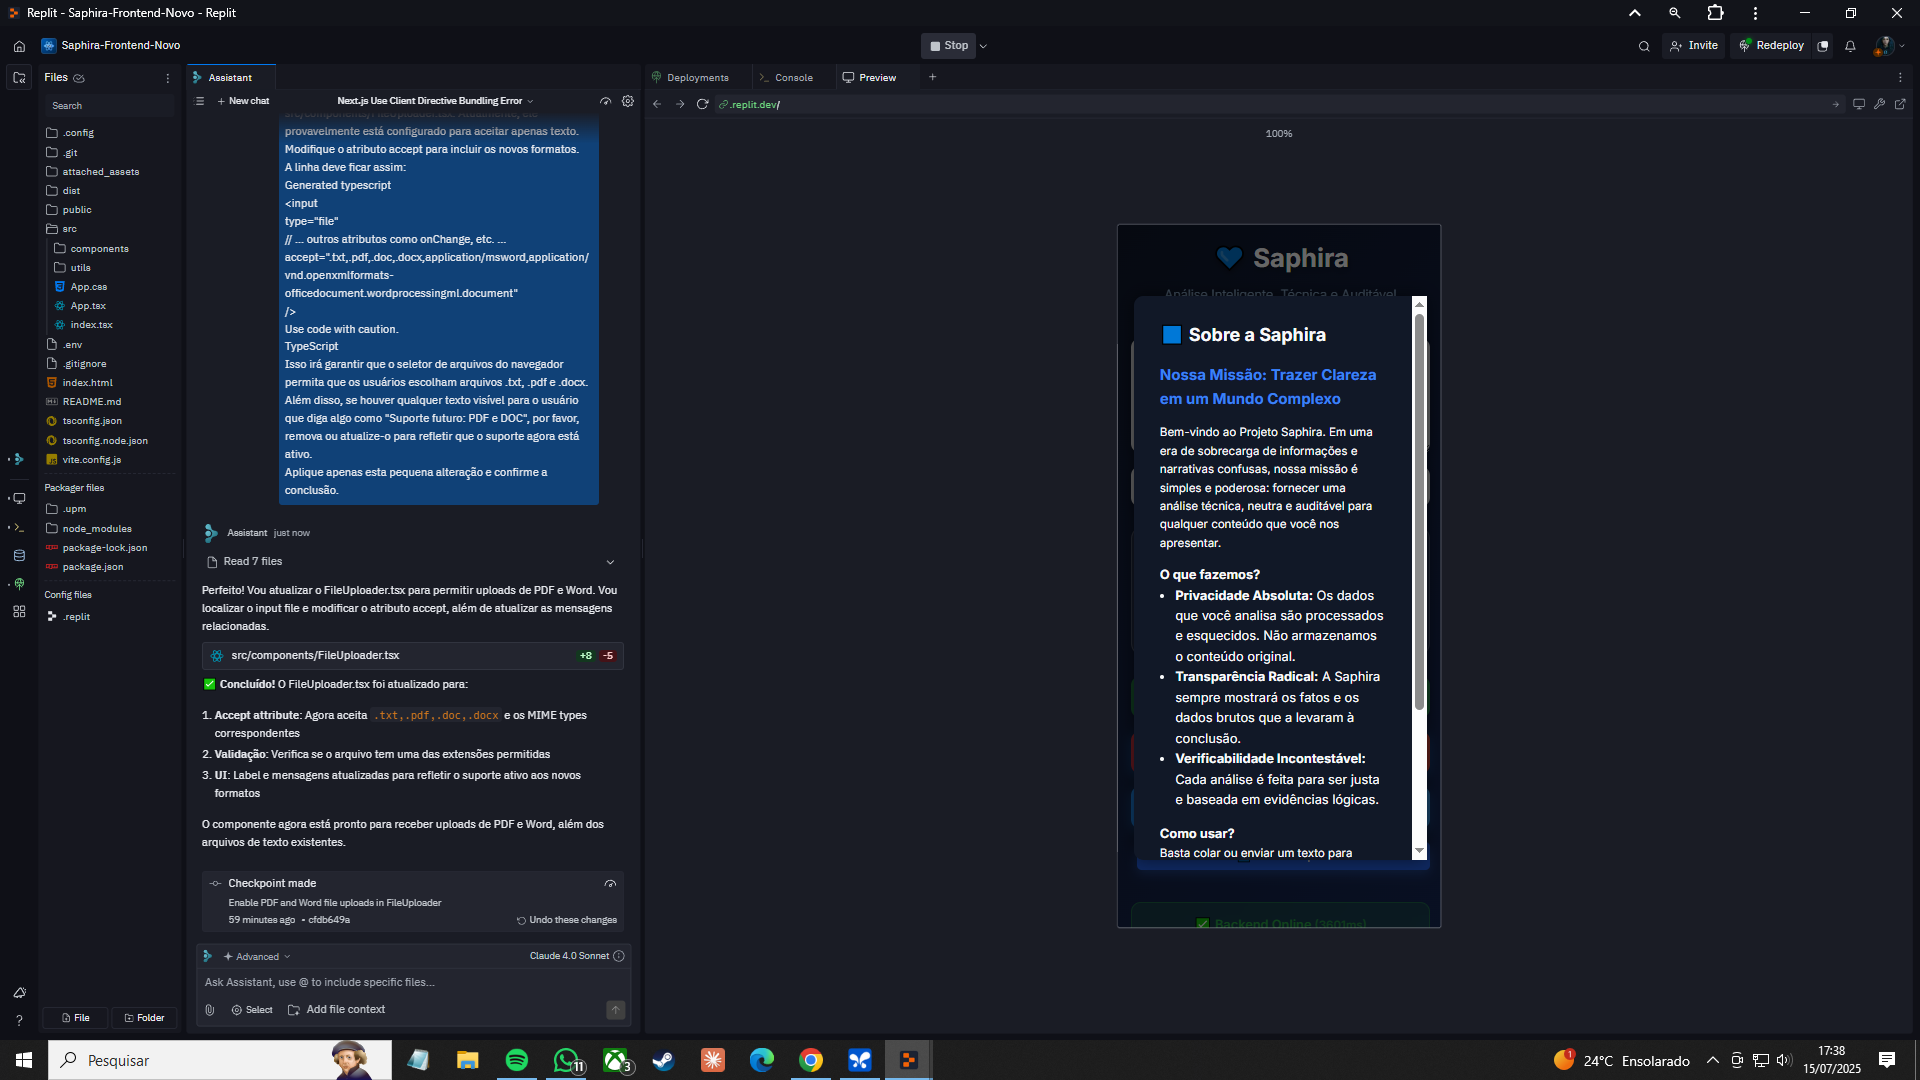 Replit - Saphira-Frontend-Novo - Replit
Saphira-Frontend-Novo
Stop
Invite
Redeploy
Files
Assistant
Deployments
Console
Preview
Search
New chat
Next.js Use Client Directive Bundling Error
.replit.dev/
100%
.config
.git
attached_assets
dist
public
src
components
utils
App.css
App.tsx
index.tsx
.env
.gitignore
index.html
README.md
tsconfig.json
tsconfig.node.json
vite.config.js
Packager files
.upm
node_modules
package-lock.json
package.json
Config files
.replit
File
Folder
provavelmente está configurado para aceitar apenas texto.
Modifique o atributo accept para incluir os novos formatos.
A linha deve ficar assim:
Generated typescript
<input
type="file"
// ... outros atributos como onChange, etc. ...
accept=".txt,.pdf,.doc,.docx,application/msword,application/
vnd.openxmlformats-
officedocument.wordprocessingml.document"
/>
Use code with caution.
TypeScript
Isso irá garantir que o seletor de arquivos do navegador
permita que os usuários escolham arquivos .txt, .pdf e .docx.
Além disso, se houver qualquer texto visível para o usuário
que diga algo como "Suporte futuro: PDF e DOC", por favor,
remova ou atualize-o para refletir que o suporte agora está
ativo.
Aplique apenas esta pequena alteração e confirme a
conclusão.
Assistant just now
Read 7 files
Perfeito! Vou atualizar o FileUploader.tsx para permitir uploads de PDF e Word. Vou
localizar o input file e modificar o atributo accept, além de atualizar as mensagens
relacionadas.
src/components/FileUploader.tsx +8 -5
✅ Concluído! O FileUploader.tsx foi atualizado para:
1. Accept attribute: Agora aceita .txt,.pdf,.doc,.docx e os MIME types
correspondentes
2. Validação: Verifica se o arquivo tem uma das extensões permitidas
3. UI: Label e mensagens atualizadas para refletir o suporte ativo aos novos
formatos
O componente agora está pronto para receber uploads de PDF e Word, além dos
arquivos de texto existentes.
Checkpoint made
Enable PDF and Word file uploads in FileUploader
59 minutes ago • cfdb649a
Undo these changes
Advanced
Claude 4.0 Sonnet
Ask Assistant, use @ to include specific files...
Select
Add file context
Saphira
Análise Inteligente, Técnica e Auditável
Sobre a Saphira
Nossa Missão: Trazer Clareza
em um Mundo Complexo
Bem-vindo ao Projeto Saphira. Em uma
era de sobrecarga de informações e
narrativas confusas, nossa missão é
simples e poderosa: fornecer uma
análise técnica, neutra e auditável para
qualquer conteúdo que você nos
apresentar.
O que fazemos?
• Privacidade Absoluta: Os dados
que você analisa são processados
e esquecidos. Não armazenamos
o conteúdo original.
• Transparência Radical: A Saphira
sempre mostrará os fatos e os
dados brutos que a levaram à
conclusão.
• Verificabilidade Incontestável:
Cada análise é feita para ser justa
e baseada em evidências lógicas.
Como usar?
Basta colar ou enviar um texto para
✅ Backend Online (3601ms)
Pesquisar
11
3
1
24°C Ensolarado
17:38
15/07/2025